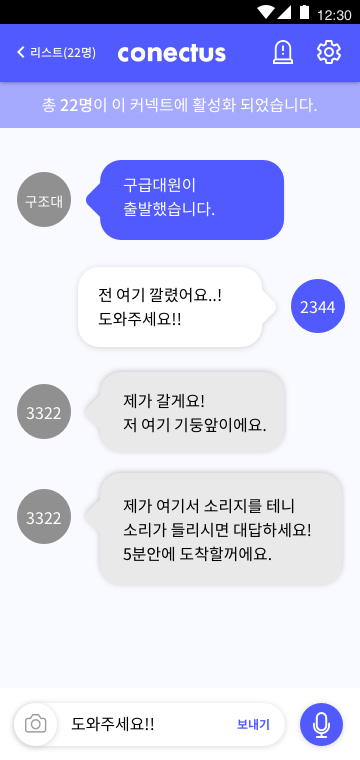 12:30
리스트(22명)
conectus
총 22명이 이 커넥트에 활성화 되었습니다.
구조대
구급대원이
출발했습니다.
전 여기 깔렸어요..!
도와주세요!!
2344
3322
제가 갈게요!
저 여기 기둥앞이에요.
3322
제가 여기서 소리지를 테니
소리가 들리시면 대답하세요!
5분안에 도착할꺼에요.
도와주세요!!
보내기